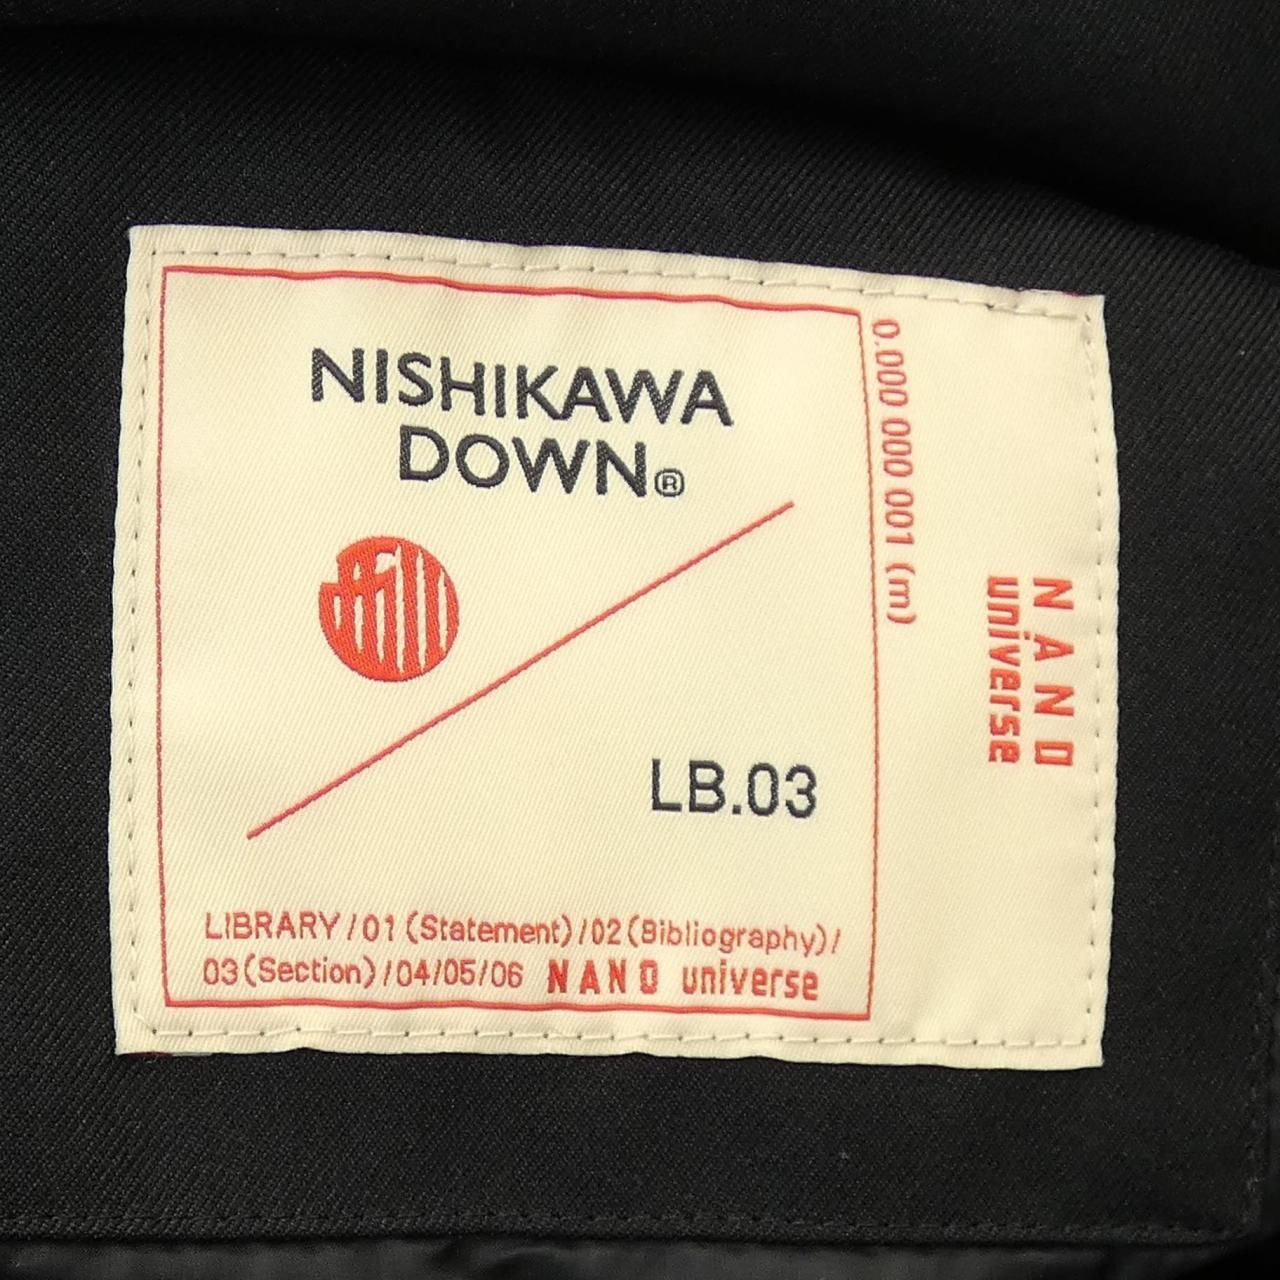 NISHIKAWA
DOWN®
LB.03
LIBRARY/01 (Statement)/02 (Bibliography)/
03 (Section)/04/05/06 NANO universe
0.000 000 001 (m)
NANO
universe